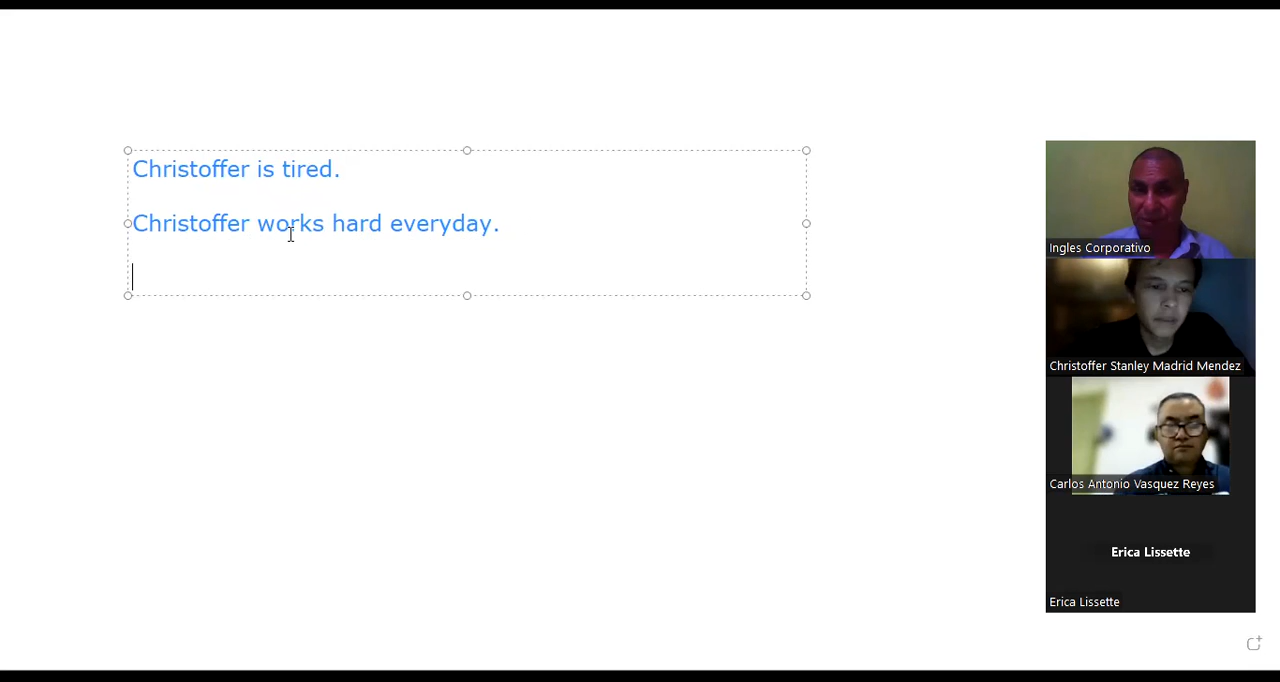 Christoffer is tired.
Christoffer works hard everyday.
Ingles Corporativo
Christoffer Stanley Madrid Mendez
Carlos Antonio Vasquez Reyes
Erica Lissette
Erica Lissette